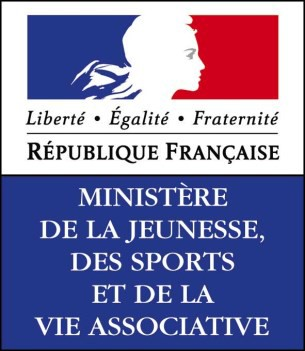 Liberté • Égalité • Fraternité
RÉPUBLIQUE FRANÇAISE
MINISTÈRE
DE LA JEUNESSE,
DES SPORTS
ET DE LA
VIE ASSOCIATIVE